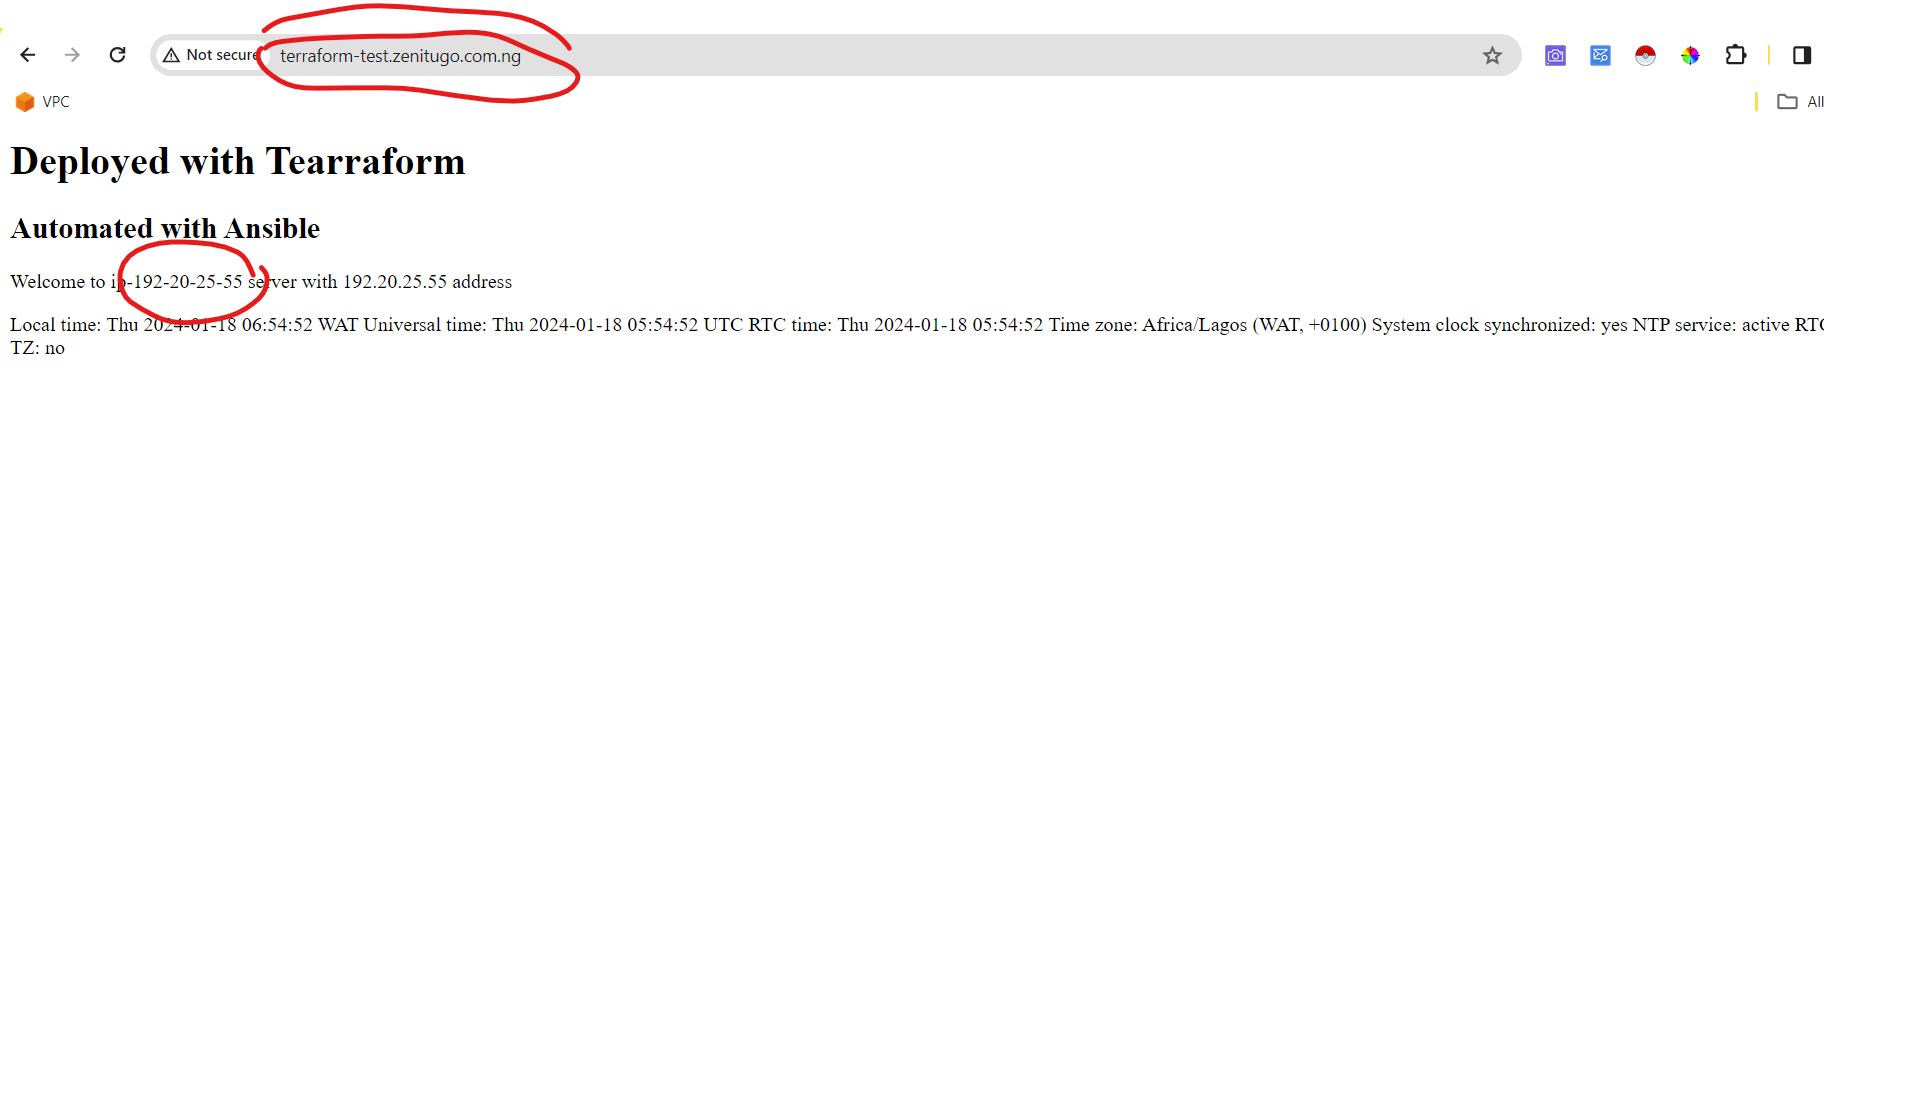 Not secure terraform-test.zenitugo.com.ng
VPC All
Deployed with Tearraform
Automated with Ansible
Welcome to ip-192-20-25-55 server with 192.20.25.55 address
Local time: Thu 2024-01-18 06:54:52 WAT Universal time: Thu 2024-01-18 05:54:52 UTC RTC time: Thu 2024-01-18 05:54:52 Time zone: Africa/Lagos (WAT, +0100) System clock synchronized: yes NTP service: active RTC
TZ: no